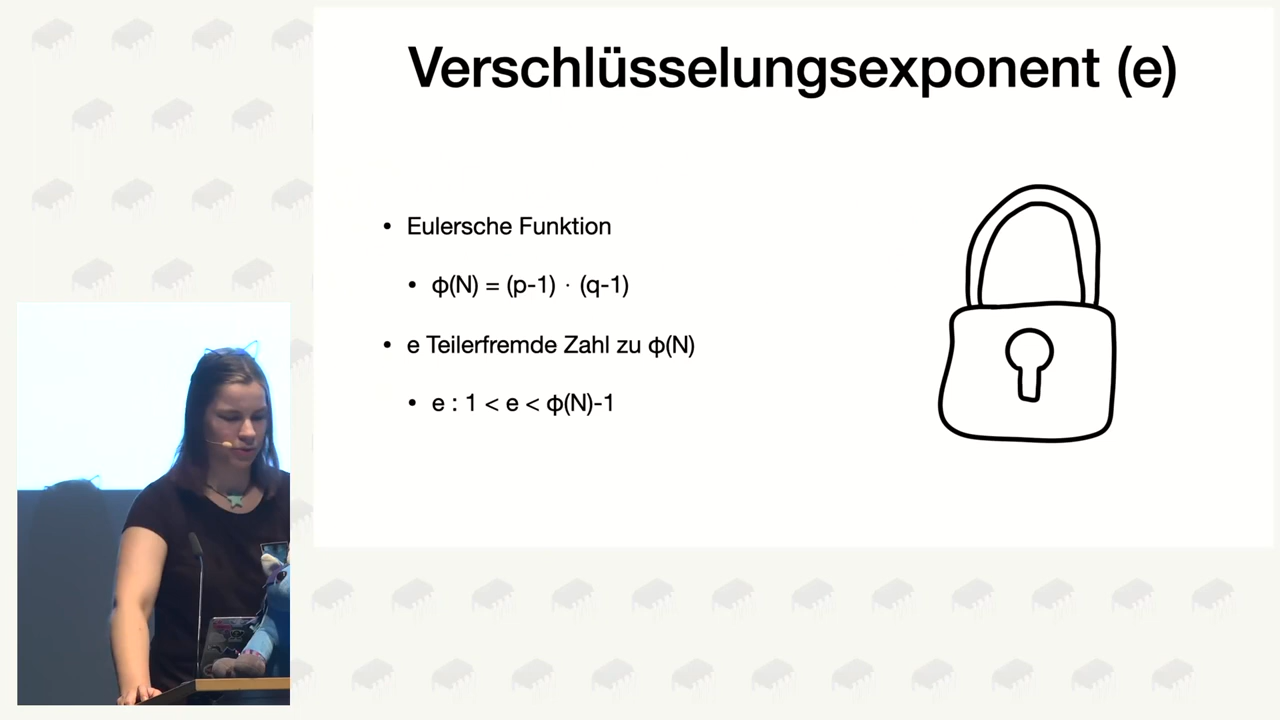 Verschlüsselungsexponent (e)
• Eulersche Funktion
• ϕ(N) = (p-1) · (q-1)
• e Teilerfremde Zahl zu ϕ(N)
• e : 1 < e < ϕ(N)-1